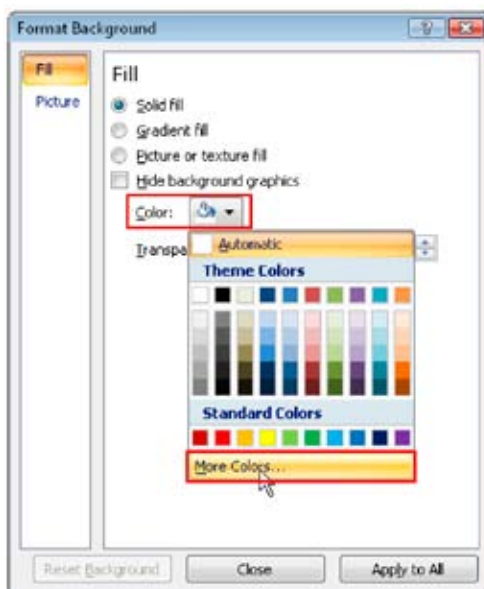 Format Background
Fill
Picture
Fill
Solid fill
Gradient fill
Picture or texture fill
Hide background graphics
Color:
Transpa
Automatic
Theme Colors
Standard Colors
More Colors...
Reset Background
Close
Apply to All